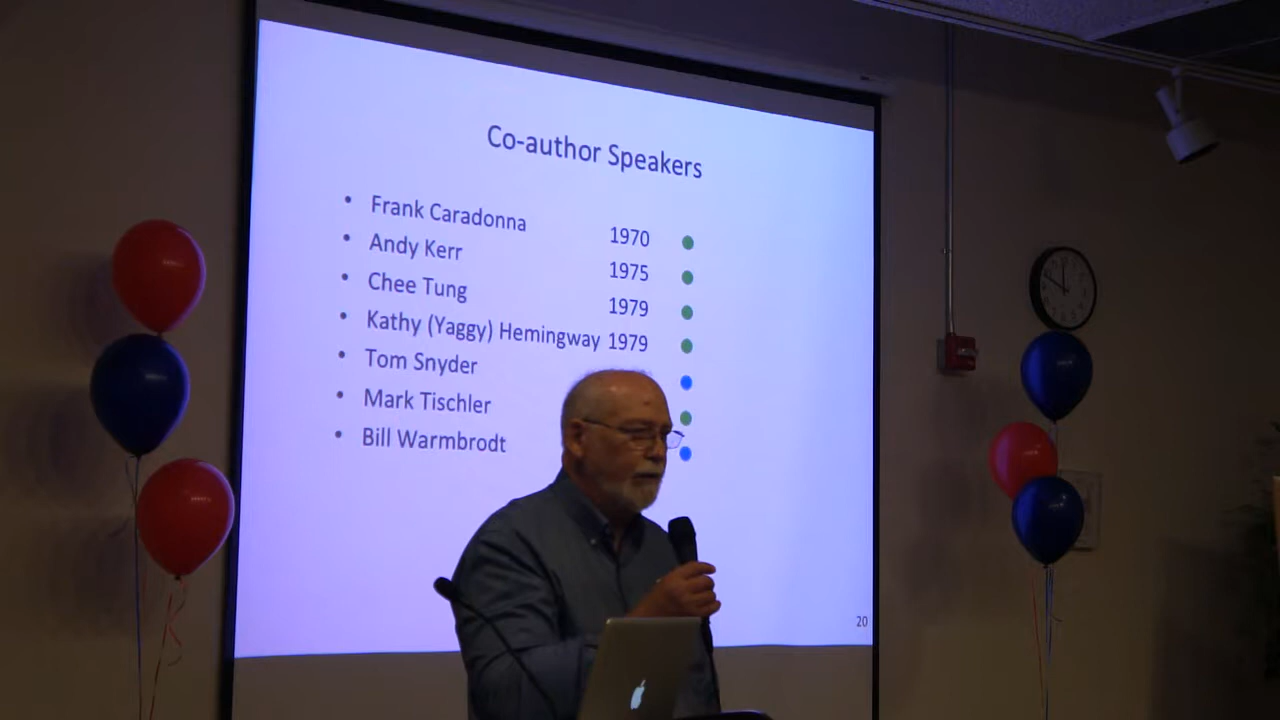 Co-author Speakers
• Frank Caradonna 1970
• Andy Kerr 1975
• Chee Tung 1979
• Kathy (Yaggy) Hemingway 1979
• Tom Snyder
• Mark Tischler
• Bill Warmbrodt
20